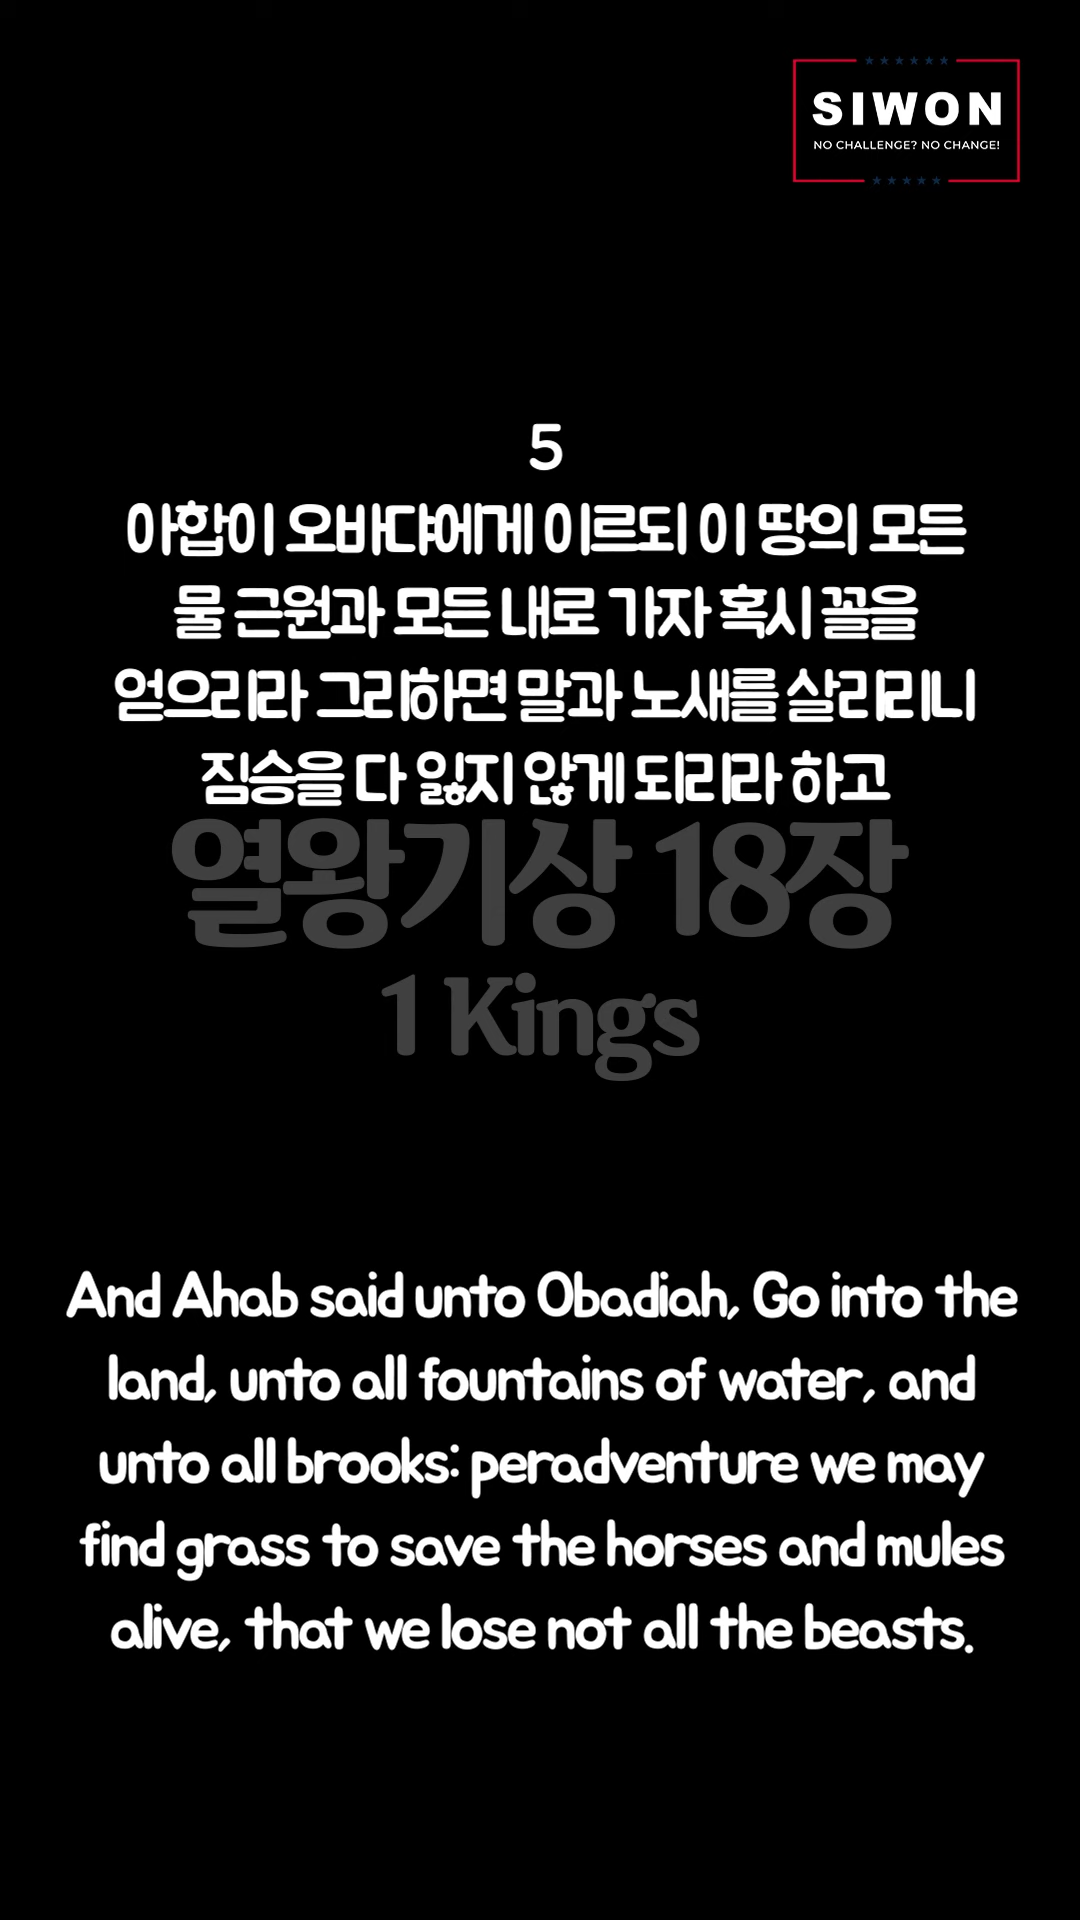 SIWON
NO CHALLENGE? NO CHANGE!
5
아합이 오바댜에게 이르되 이 땅의 모든
물 근원과 모든 내로 가자 혹시 꼴을
얻으리라 그리하면 말과 노새를 살리리니
짐승을 다 잃지 않게 되리라 하고
열왕기상 18장
1 Kings
And Ahab said unto Obadiah, Go into the
land, unto all fountains of water, and
unto all brooks: peradventure we may
find grass to save the horses and mules
alive, that we lose not all the beasts.